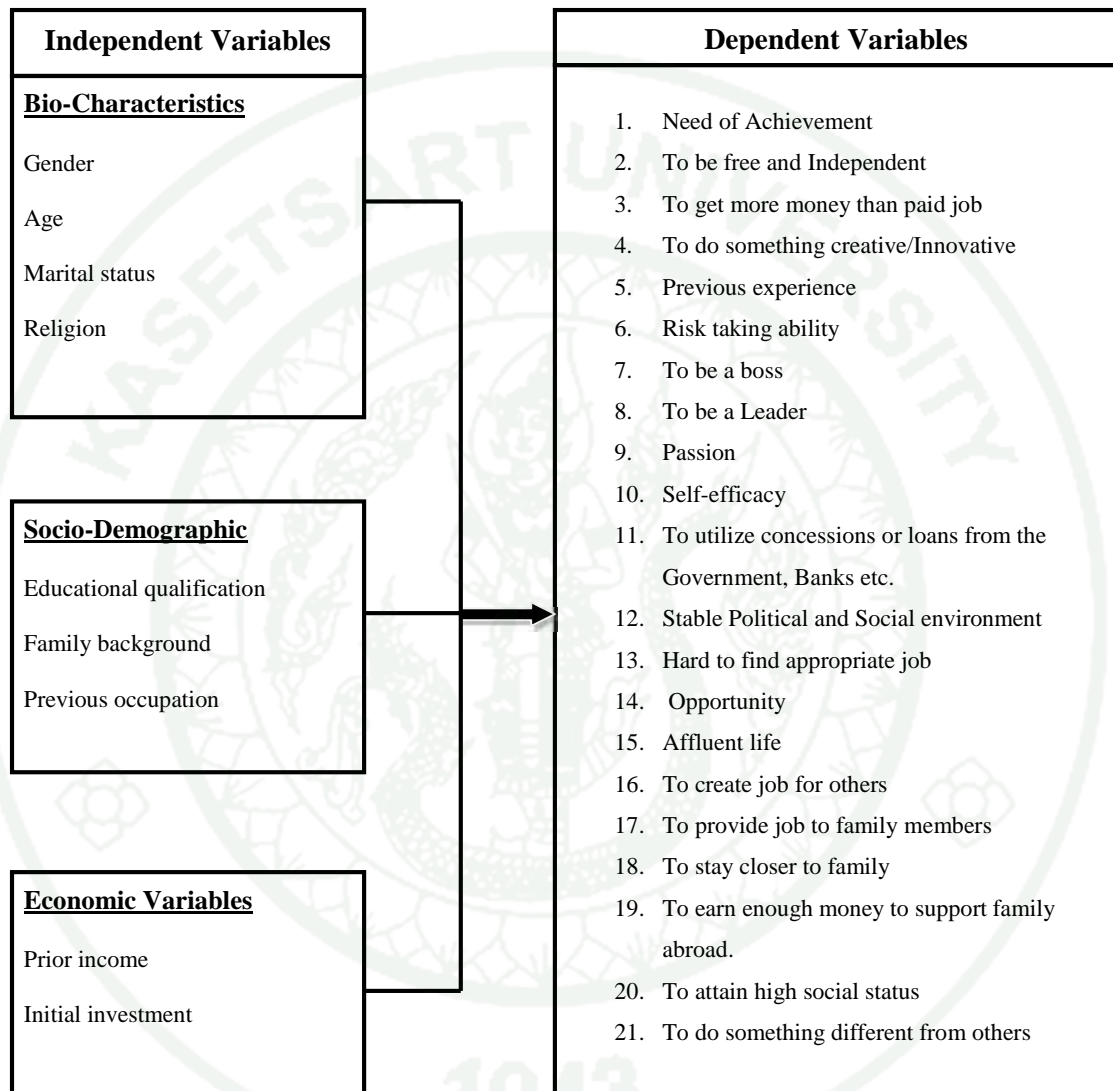 Independent Variables
Bio-Characteristics
Gender
Age
Marital status
Religion
Socio-Demographic
Educational qualification
Family background
Previous occupation
Economic Variables
Prior income
Initial investment
Dependent Variables
1. Need of Achievement
2. To be free and Independent
3. To get more money than paid job
4. To do something creative/Innovative
5. Previous experience
6. Risk taking ability
7. To be a boss
8. To be a Leader
9. Passion
10. Self-efficacy
11. To utilize concessions or loans from the
Government, Banks etc.
12. Stable Political and Social environment
13. Hard to find appropriate job
14. Opportunity
15. Affluent life
16. To create job for others
17. To provide job to family members
18. To stay closer to family
19. To earn enough money to support family
abroad.
20. To attain high social status
21. To do something different from others
KASETSART UNIVERSITY
1943